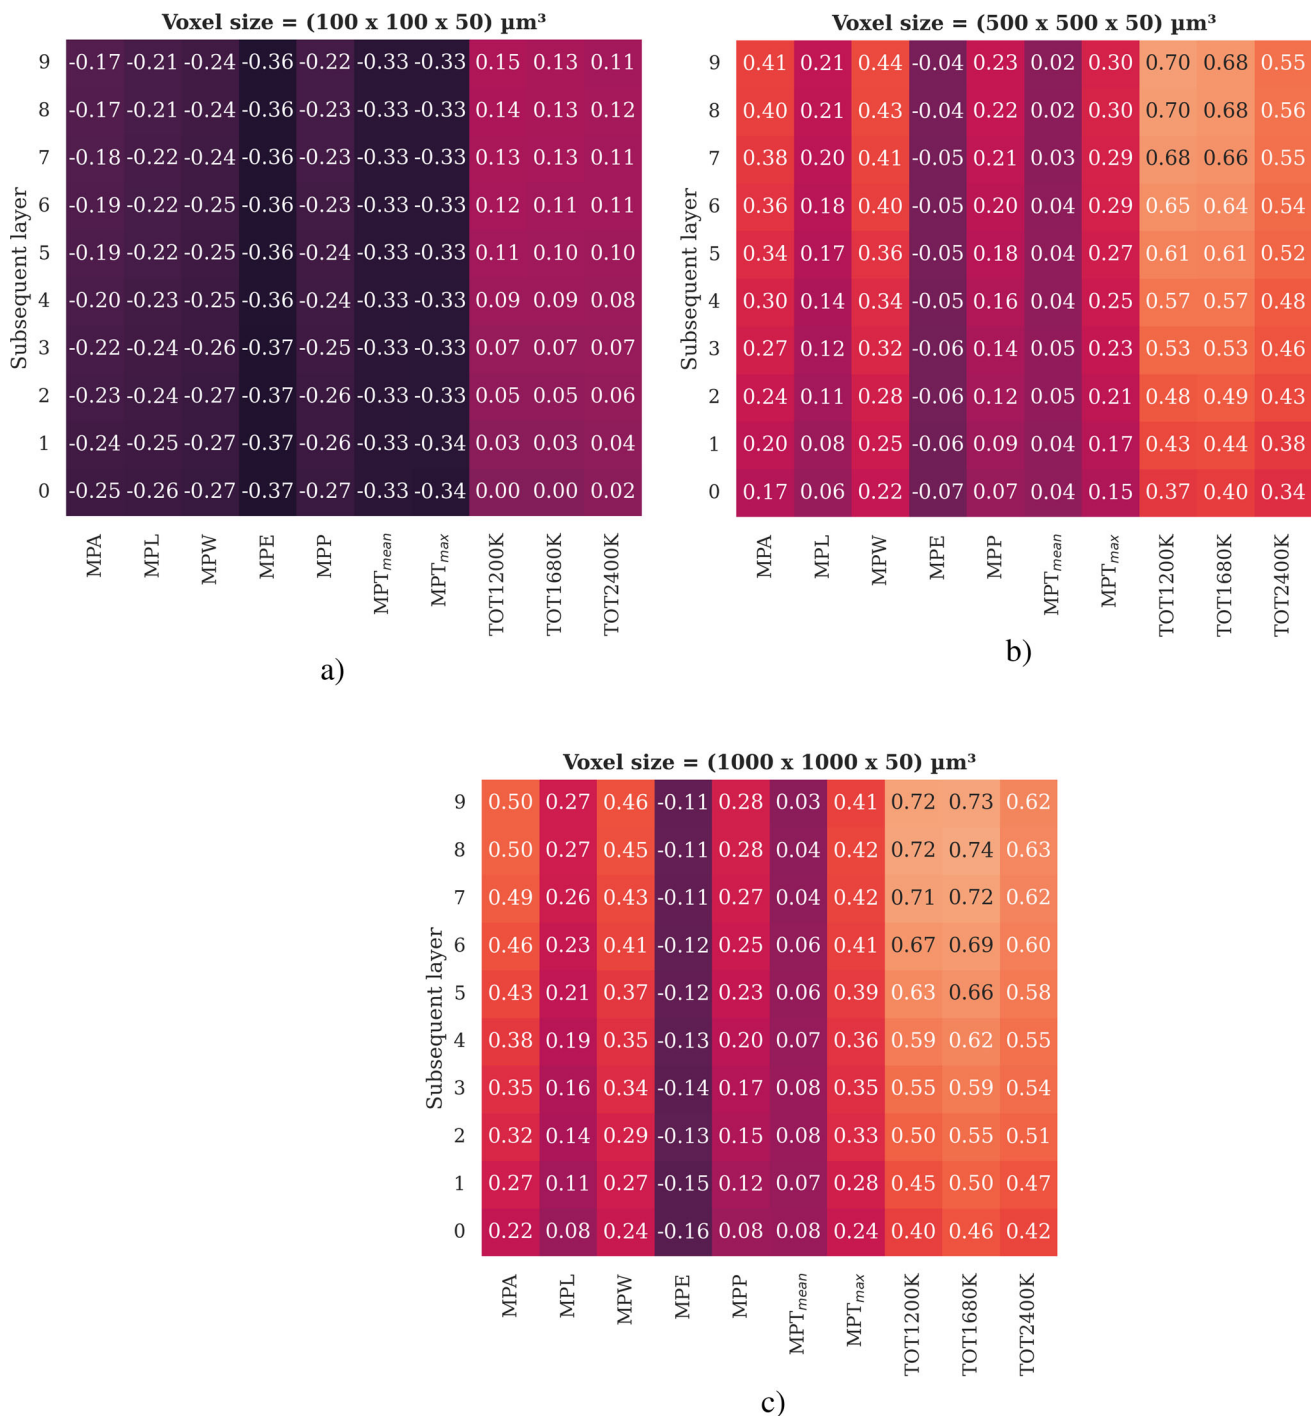 Voxel size = (100 x 100 x 50) µm³
Subsequent layer
9 -0.17 -0.21 -0.24 -0.36 -0.22 -0.33 -0.33 0.15 0.13 0.11
8 -0.17 -0.21 -0.24 -0.36 -0.23 -0.33 -0.33 0.14 0.13 0.12
7 -0.18 -0.22 -0.24 -0.36 -0.23 -0.33 -0.33 0.13 0.13 0.11
6 -0.19 -0.22 -0.25 -0.36 -0.23 -0.33 -0.33 0.12 0.11 0.11
5 -0.19 -0.22 -0.25 -0.36 -0.24 -0.33 -0.33 0.11 0.10 0.10
4 -0.20 -0.23 -0.25 -0.36 -0.24 -0.33 -0.33 0.09 0.09 0.08
3 -0.22 -0.24 -0.26 -0.37 -0.25 -0.33 -0.33 0.07 0.07 0.07
2 -0.23 -0.24 -0.27 -0.37 -0.26 -0.33 -0.33 0.05 0.05 0.06
1 -0.24 -0.25 -0.27 -0.37 -0.26 -0.33 -0.34 0.03 0.03 0.04
0 -0.25 -0.26 -0.27 -0.37 -0.27 -0.33 -0.34 0.00 0.00 0.02
MPA MPL MPW MPE MPP MPTmean MPTmax TOT1200K TOT1680K TOT2400K
a)
Voxel size = (500 x 500 x 50) µm³
Subsequent layer
9 0.41 0.21 0.44 -0.04 0.23 0.02 0.30 0.70 0.68 0.55
8 0.40 0.21 0.43 -0.04 0.22 0.02 0.30 0.70 0.68 0.56
7 0.38 0.20 0.41 -0.05 0.21 0.03 0.29 0.68 0.66 0.55
6 0.36 0.18 0.40 -0.05 0.20 0.04 0.29 0.65 0.64 0.54
5 0.34 0.17 0.36 -0.05 0.18 0.04 0.27 0.61 0.61 0.52
4 0.30 0.14 0.34 -0.05 0.16 0.04 0.25 0.57 0.57 0.48
3 0.27 0.12 0.32 -0.06 0.14 0.05 0.23 0.53 0.53 0.46
2 0.24 0.11 0.28 -0.06 0.12 0.05 0.21 0.48 0.49 0.43
1 0.20 0.08 0.25 -0.06 0.09 0.04 0.17 0.43 0.44 0.38
0 0.17 0.06 0.22 -0.07 0.07 0.04 0.15 0.37 0.40 0.34
MPA MPL MPW MPE MPP MPTmean MPTmax TOT1200K TOT1680K TOT2400K
b)
Voxel size = (1000 x 1000 x 50) µm³
Subsequent layer
9 0.50 0.27 0.46 -0.11 0.28 0.03 0.41 0.72 0.73 0.62
8 0.50 0.27 0.45 -0.11 0.28 0.04 0.42 0.72 0.74 0.63
7 0.49 0.26 0.43 -0.11 0.27 0.04 0.42 0.71 0.72 0.62
6 0.46 0.23 0.41 -0.12 0.25 0.06 0.41 0.67 0.69 0.60
5 0.43 0.21 0.37 -0.12 0.23 0.06 0.39 0.63 0.66 0.58
4 0.38 0.19 0.35 -0.13 0.20 0.07 0.36 0.59 0.62 0.55
3 0.35 0.16 0.34 -0.14 0.17 0.08 0.35 0.55 0.59 0.54
2 0.32 0.14 0.29 -0.13 0.15 0.08 0.33 0.50 0.55 0.51
1 0.27 0.11 0.27 -0.15 0.12 0.07 0.28 0.45 0.50 0.47
0 0.22 0.08 0.24 -0.16 0.08 0.08 0.24 0.40 0.46 0.42
MPA MPL MPW MPE MPP MPTmean MPTmax TOT1200K TOT1680K TOT2400K
c)